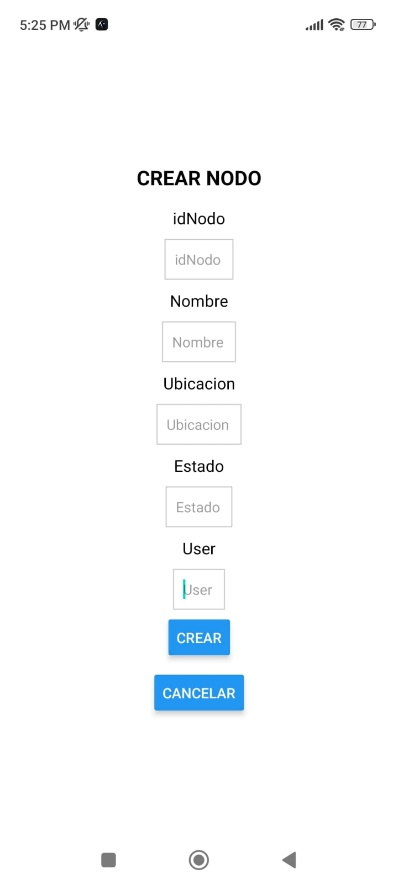 5:25 PM
77
CREAR NODO
idNodo
idNodo
Nombre
Nombre
Ubicacion
Ubicacion
Estado
Estado
User
User
CREAR
CANCELAR